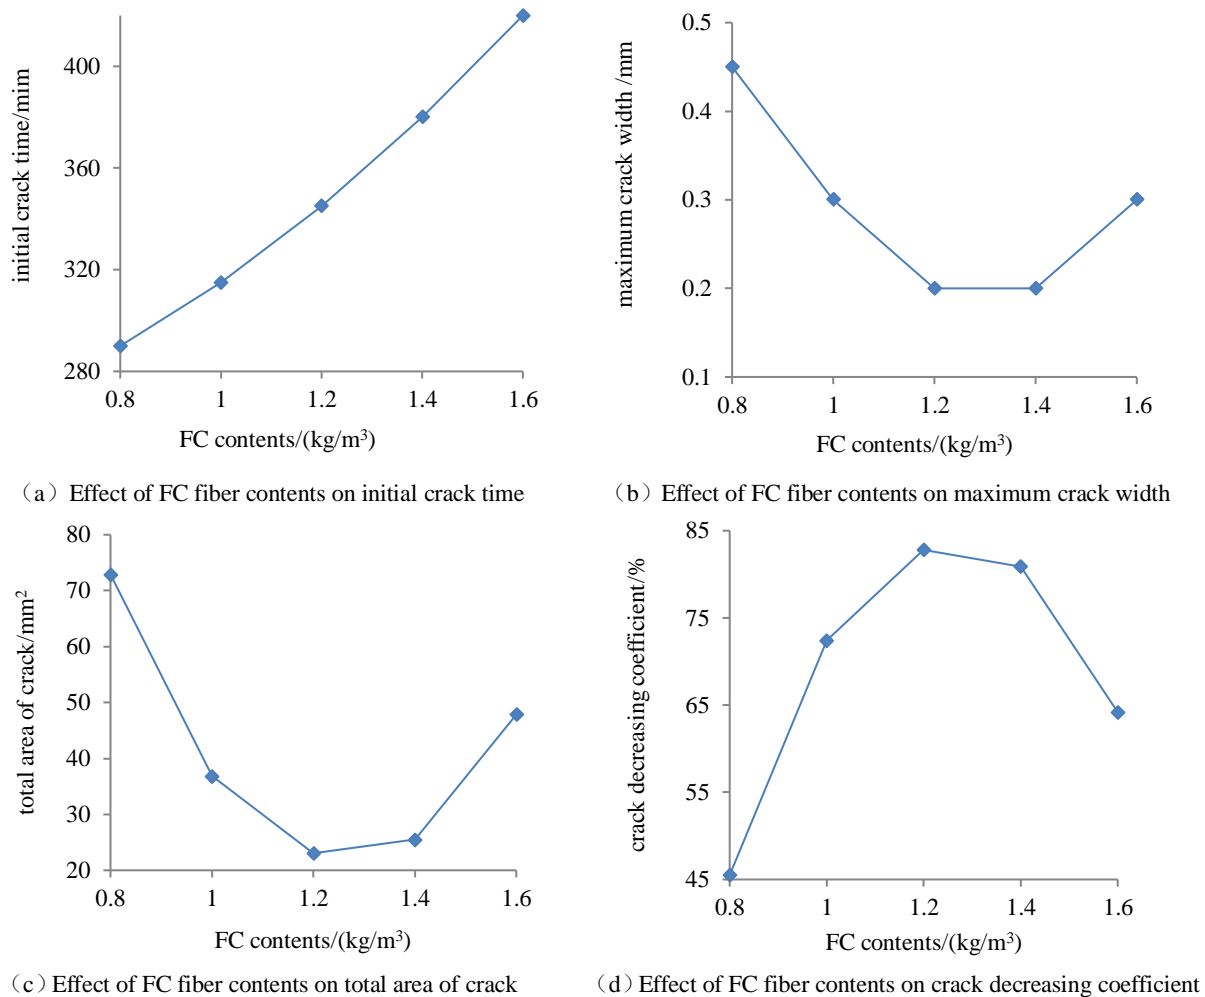 400
360
320
280
initial crack time/mim
0.8 1 1.2 1.4 1.6
FC contents/(kg/m³)
（a）Effect of FC fiber contents on initial crack time
0.5
0.4
0.3
0.2
0.1
maximum crack width /mm
0.8 1 1.2 1.4 1.6
FC contents/(kg/m³)
（b）Effect of FC fiber contents on maximum crack width
80
70
60
50
40
30
20
total area of crack/mm²
0.8 1 1.2 1.4 1.6
FC contents/(kg/m³)
（c）Effect of FC fiber contents on total area of crack
85
75
65
55
45
crack decreasing coefficient/%
0.8 1 1.2 1.4 1.6
FC contents/(kg/m³)
（d）Effect of FC fiber contents on crack decreasing coefficient